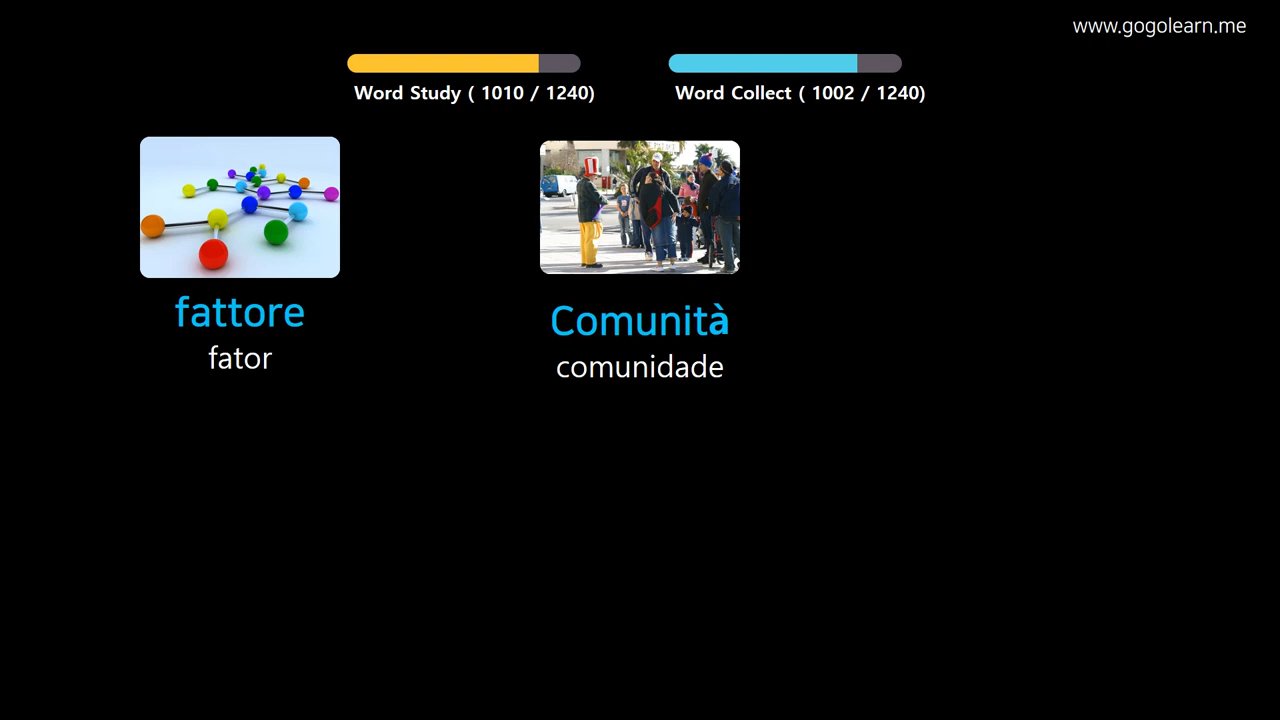 www.gogolearn.me
Word Study ( 1010 / 1240)
Word Collect ( 1002 / 1240)
fattore
fator
Comunità
comunidade